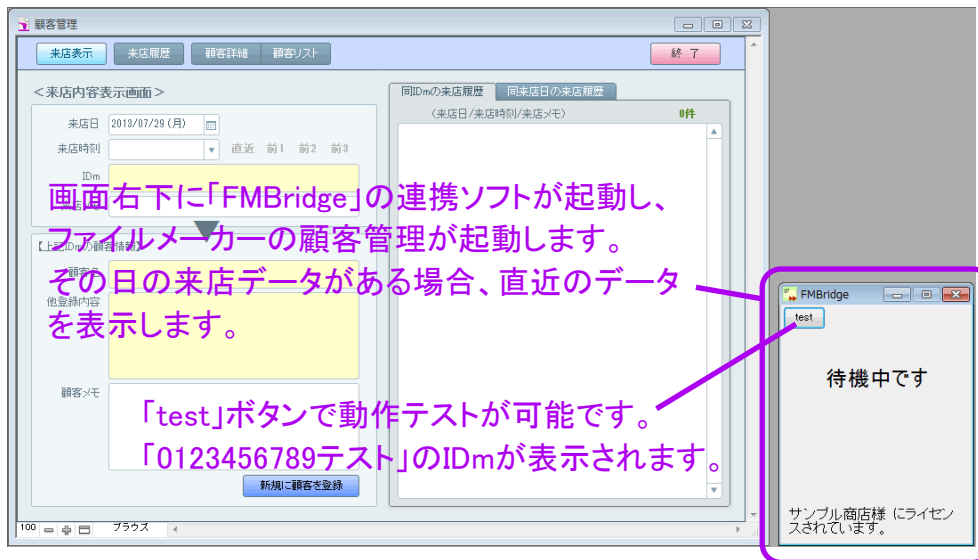 顧客管理
来店表示 来店履歴 顧客詳細 顧客リスト 終 了
<来店内容表示画面>
来店日 2013/07/29(月)
来店時刻 直近 前1 前2 前3
IDm
【上記IDmの顧客情報】
他登録内容
顧客メモ
新規に顧客を登録
同IDmの来店履歴 同来店日の来店履歴
(来店日/来店時刻/来店メモ) 0件
画面右下に「FMBridge」の連携ソフトが起動し、
ファイルメーカーの顧客管理が起動します。
その日の来店データがある場合、直近のデータ
を表示します。
「test」ボタンで動作テストが可能です。
「0123456789テスト」のIDmが表示されます。
100 ブラウズ
FMBridge
test
待機中です
サンプル商店様 にライセン
スされています。